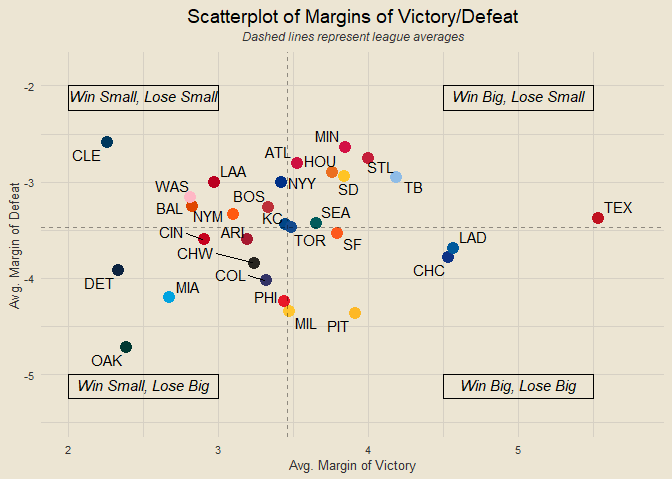 Scatterplot of Margins of Victory/Defeat
Dashed lines represent league averages
-2
Win Small, Lose Small
Win Big, Lose Small
CLE
MIN
ATL
HOU
STL
LAA
-3
NYY
SD
TB
WAS
BAL
NYM
BOS
KC
SEA
TEX
CIN
ARI
TOR
SF
LAD
CHW
COL
CHC
-4
DET
MIA
PHI
MIL
PIT
OAK
-5
Win Small, Lose Big
Win Big, Lose Big
2
3
4
5
Avg. Margin of Victory
Avg. Margin of Defeat